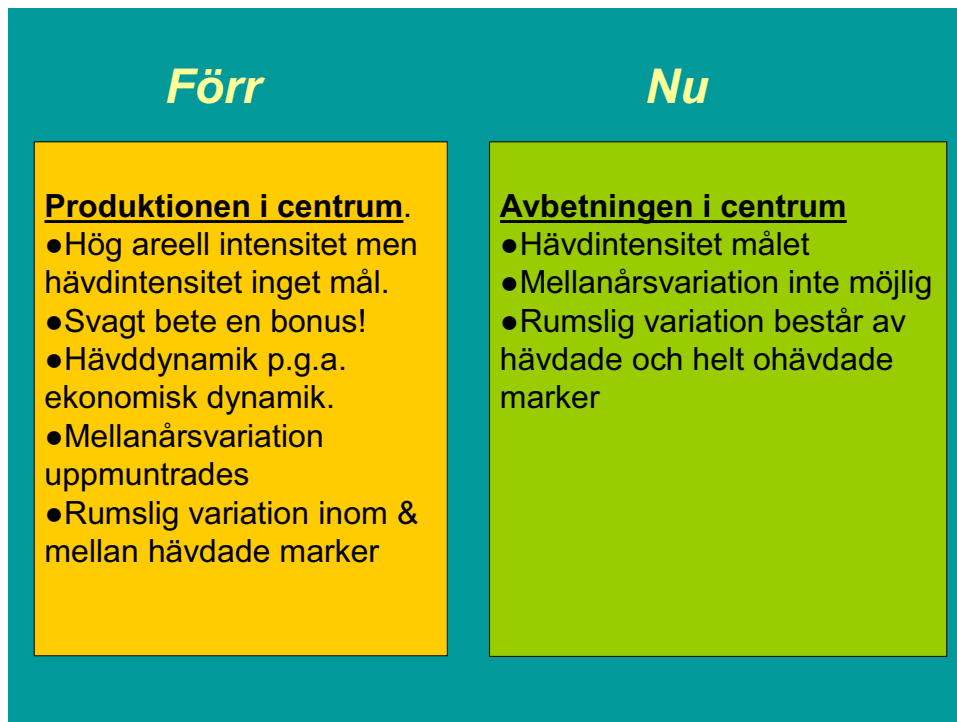 Förr
Nu
Produktionen i centrum.
●Hög areell intensitet men
hävdintensitet inget mål.
●Svagt bete en bonus!
●Hävddynamik p.g.a.
ekonomisk dynamik.
●Mellanårsvariation
uppmuntrades
●Rumslig variation inom &
mellan hävdade marker
Avbetningen i centrum
●Hävdintensitet målet
●Mellanårsvariation inte möjlig
●Rumslig variation består av
hävdade och helt ohävdade
marker